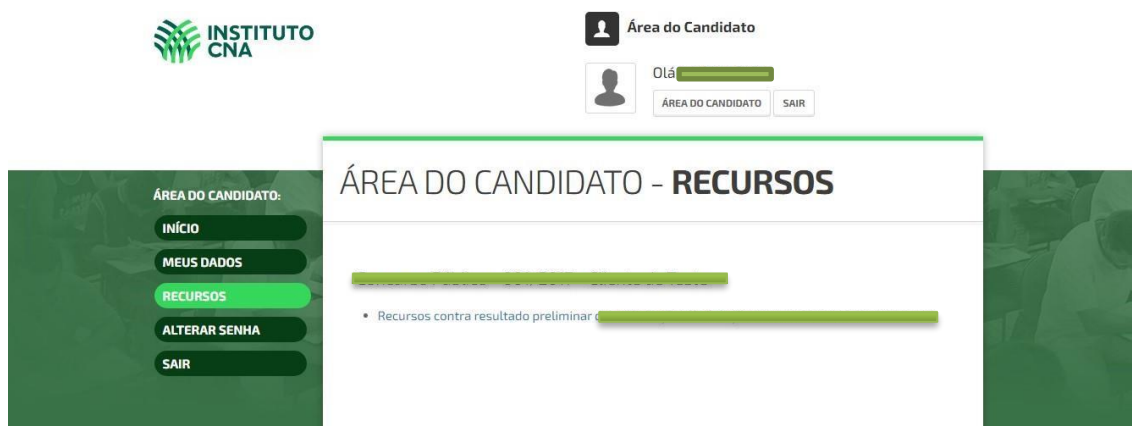 INSTITUTO
CNA
Área do Candidato
Olá
ÁREA DO CANDIDATO
SAIR
ÁREA DO CANDIDATO - RECURSOS
ÁREA DO CANDIDATO:
INÍCIO
MEUS DADOS
RECURSOS
ALTERAR SENHA
SAIR
Recursos contra resultado preliminar